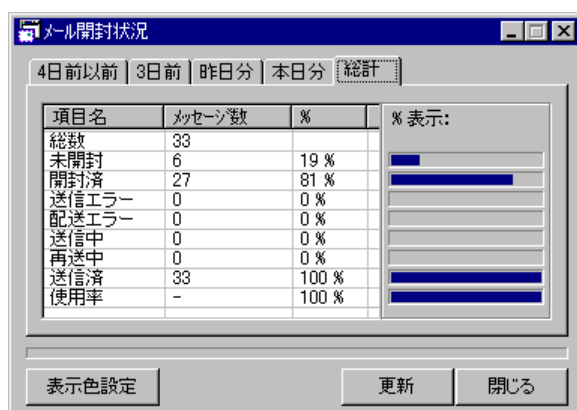 メール開封状況
4日前以前 3日前 昨日分 本日分 総計
項目名 メッセージ数 % %表示:
総数 33
未開封 6 19 %
開封済 27 81 %
送信エラー 0 0 %
配送エラー 0 0 %
送信中 0 0 %
再送中 0 0 %
送信済 33 100 %
使用率 - 100 %
表示色設定 更新 閉じる